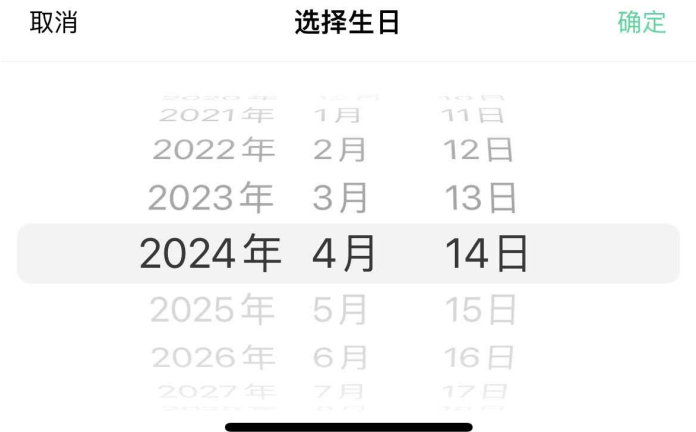 取消 选择生日 确定
2021年 1月 11日
2022年 2月 12日
2023年 3月 13日
2024年 4月 14日
2025年 5月 15日
2026年 6月 16日
2027年 7月 17日